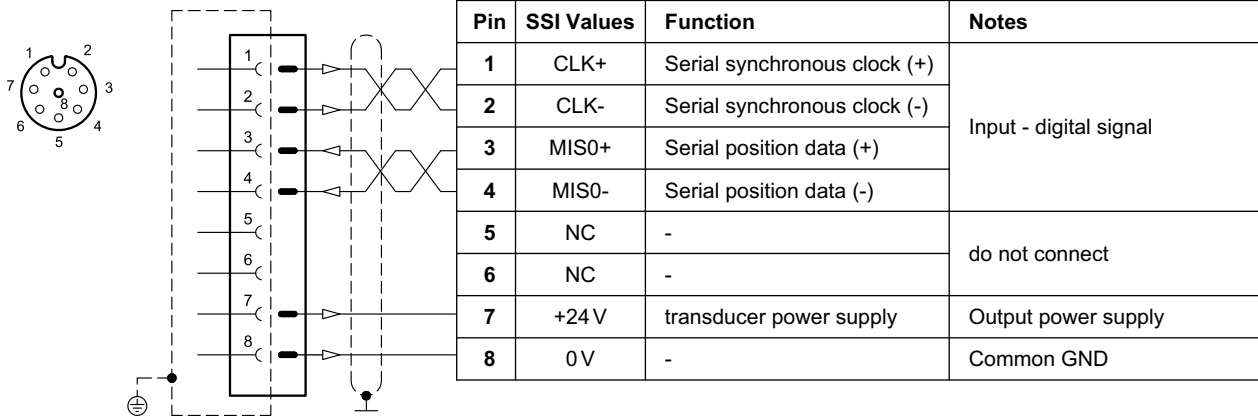 1 2
7 8 3
6 5 4
1
2
3
4
5
6
7
8
Pin SSI Values Function Notes
1 CLK+ Serial synchronous clock (+)
2 CLK- Serial synchronous clock (-)
Input - digital signal
3 MIS0+ Serial position data (+)
4 MIS0- Serial position data (-)
5 NC -
do not connect
6 NC -
7 +24 V transducer power supply Output power supply
8 0 V - Common GND